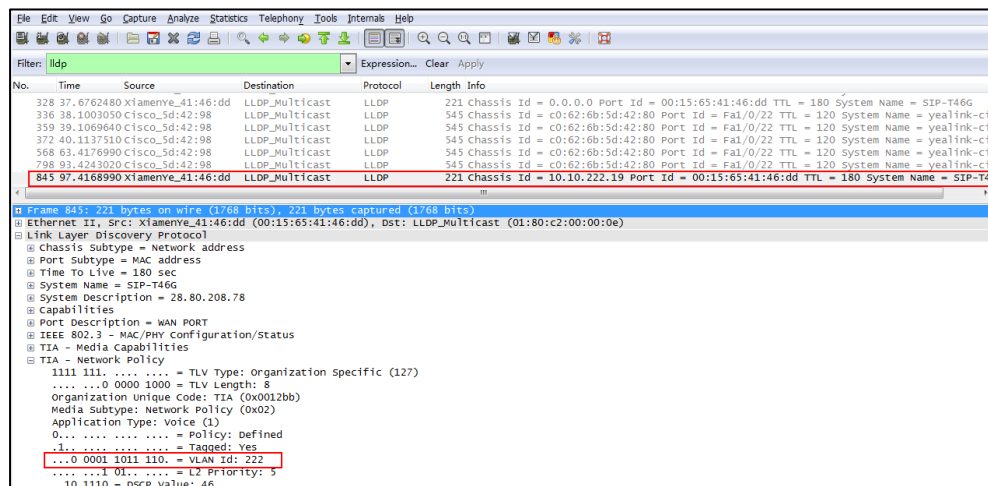 File Edit View Go Capture Analyze Statistics Telephony Tools Internals Help
Filter: lldp Expression... Clear Apply
No. Time Source Destination Protocol Length Info
328 37.6762480 XiamenYe_41:46:dd LLDP_Multicast LLDP 221 Chassis Id = 0.0.0.0 Port Id = 00:15:65:41:46:dd TTL = 180 System Name = SIP-T46G
336 38.1003050 Cisco_5d:42:98 LLDP_Multicast LLDP 545 Chassis Id = c0:62:6b:5d:42:80 Port Id = Fa1/0/22 TTL = 120 System Name = yealink-ci
359 39.1069640 Cisco_5d:42:98 LLDP_Multicast LLDP 545 Chassis Id = c0:62:6b:5d:42:80 Port Id = Fa1/0/22 TTL = 120 System Name = yealink-ci
372 40.1137510 Cisco_5d:42:98 LLDP_Multicast LLDP 545 Chassis Id = c0:62:6b:5d:42:80 Port Id = Fa1/0/22 TTL = 120 System Name = yealink-ci
568 63.4176990 Cisco_5d:42:98 LLDP_Multicast LLDP 545 Chassis Id = c0:62:6b:5d:42:80 Port Id = Fa1/0/22 TTL = 120 System Name = yealink-ci
798 93.4243020 Cisco_5d:42:98 LLDP_Multicast LLDP 545 Chassis Id = c0:62:6b:5d:42:80 Port Id = Fa1/0/22 TTL = 120 System Name = yealink-ci
845 97.4168990 XiamenYe_41:46:dd LLDP_Multicast LLDP 221 Chassis Id = 10.10.222.19 Port Id = 00:15:65:41:46:dd TTL = 180 System Name = SIP-T4
Frame 845: 221 bytes on wire (1768 bits), 221 bytes captured (1768 bits)
Ethernet II, Src: XiamenYe_41:46:dd (00:15:65:41:46:dd), Dst: LLDP_Multicast (01:80:c2:00:00:0e)
Link Layer Discovery Protocol
Chassis Subtype = Network address
Port Subtype = MAC address
Time To Live = 180 sec
System Name = SIP-T46G
System Description = 28.80.208.78
Capabilities
Port Description = WAN PORT
IEEE 802.3 - MAC/PHY Configuration/Status
TIA - Media Capabilities
TIA - Network Policy
1111 111. .... .... = TLV Type: Organization Specific (127)
.... ...0 0000 1000 = TLV Length: 8
Organization Unique Code: TIA (0x0012bb)
Media Subtype: Network Policy (0x02)
Application Type: Voice (1)
0... .... .... .... = Policy: Defined
.1.. .... .... .... = Tagged: Yes
...0 0001 1011 110. = VLAN Id: 222
.... ...1 01.. .... = L2 Priority: 5
..10 1110 = DSCP Value: 46